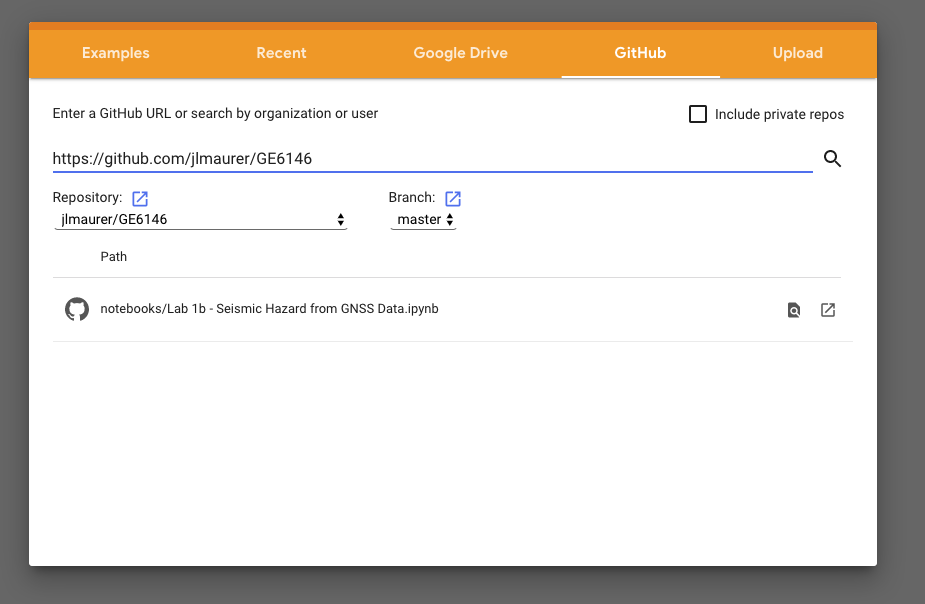 Examples Recent Google Drive GitHub Upload
Enter a GitHub URL or search by organization or user
Include private repos
https://github.com/jlmaurer/GE6146
Repository: Branch:
jlmaurer/GE6146 master
Path
notebooks/Lab 1b - Seismic Hazard from GNSS Data.ipynb